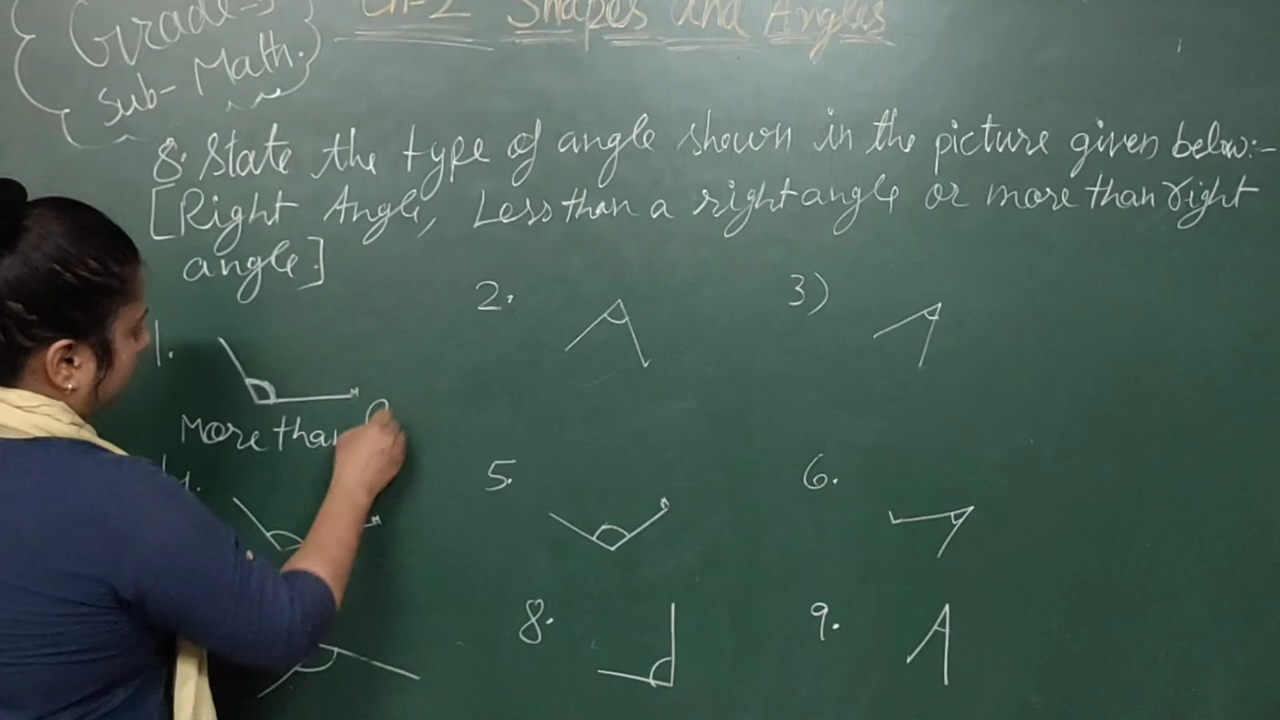 Grade-5
Ch-2 Shapes and Angles
Sub- Math.
8. State the type of angle shown in the picture given below:-
[Right Angle, Less than a right angle or more than right
angle.]
1.
2.
3)
More than a
4.
5.
6.
8.
9.